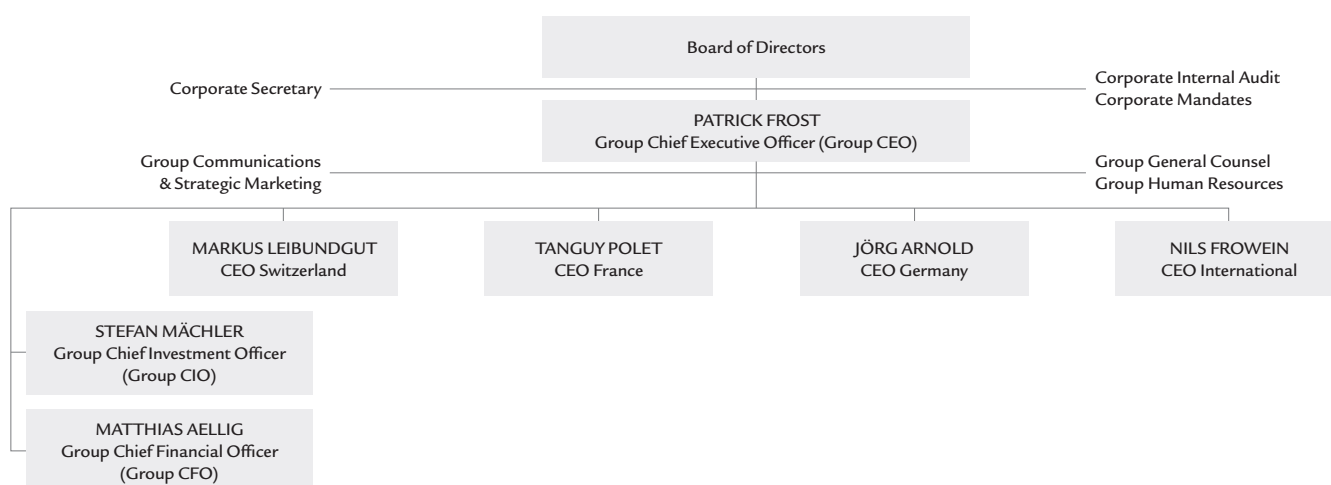 Board of Directors
Corporate Secretary
Corporate Internal Audit
Corporate Mandates
PATRICK FROST
Group Chief Executive Officer (Group CEO)
Group Communications
& Strategic Marketing
Group General Counsel
Group Human Resources
MARKUS LEIBUNDGUT
CEO Switzerland
TANGUY POLET
CEO France
JÖRG ARNOLD
CEO Germany
NILS FROWEIN
CEO International
STEFAN MÄCHLER
Group Chief Investment Officer
(Group CIO)
MATTHIAS AELLIG
Group Chief Financial Officer
(Group CFO)